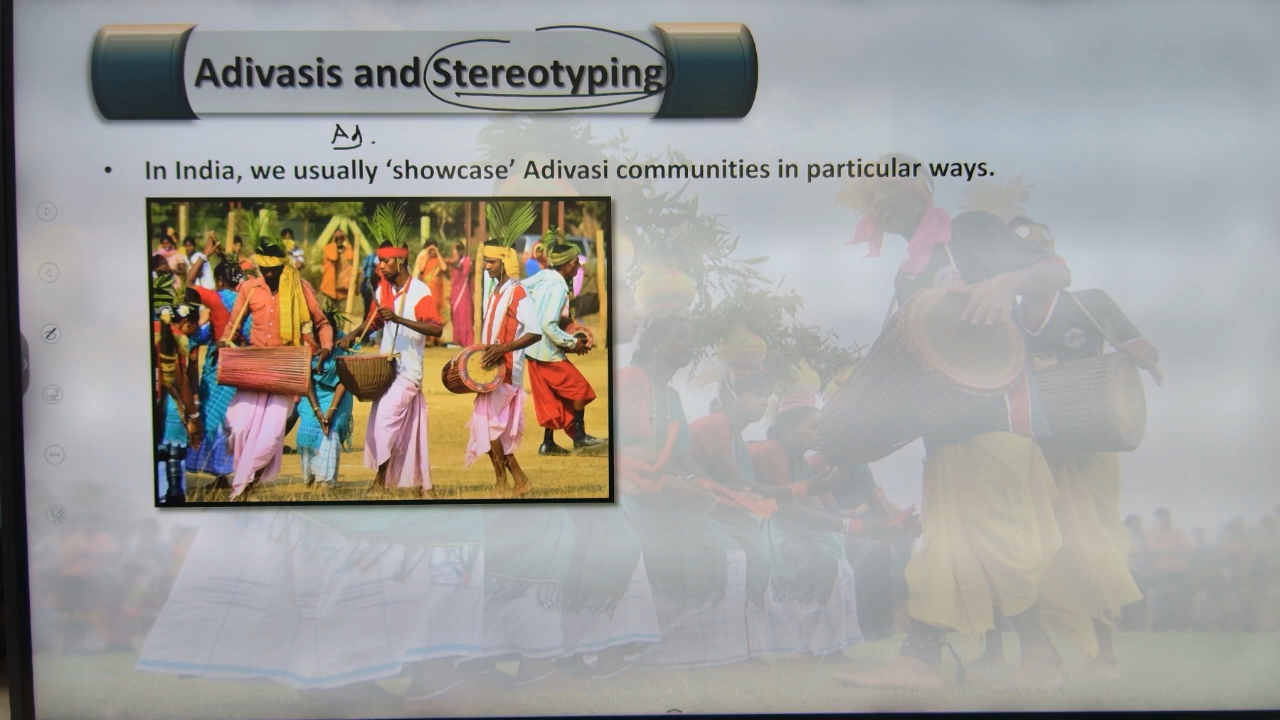 Adivasis and Stereotyping
Ad.
• In India, we usually ‘showcase’ Adivasi communities in particular ways.